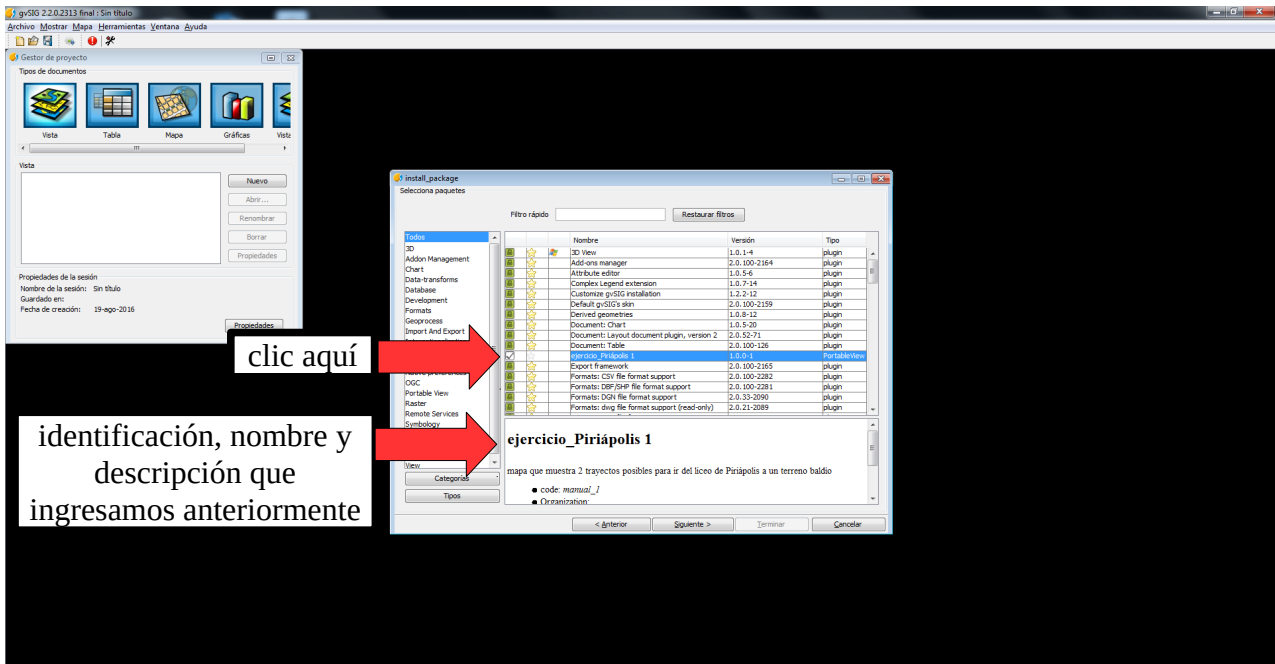 gvSIG 2.2.0.2313 final : Sin título
Archivo Mostrar Mapa Herramientas Ventana Ayuda
Gestor de proyecto
Tipos de documentos
Vista Tabla Mapa Gráficas Vista
Vista
Nuevo
Abrir...
Renombrar
Borrar
Propiedades
Propiedades de la sesión
Nombre de la sesión: Sin título
Guardado en:
Fecha de creación: 19-ago-2016
Propiedades
install_package
Selecciona paquetes
Filtro rápido Restaurar filtros
Todos
3D
Addon Management
Chart
Data-transforms
Database
Development
Formats
Geoprocess
Import And Export
OGC
Portable View
Raster
Remote Services
Symbology
View
Categorías
Tipos
Nombre Versión Tipo
3D View 1.0.1-4 plugin
Add-ons manager 2.0.100-2164 plugin
Attribute editor 1.0.5-6 plugin
Complex Legend extension 1.0.7-14 plugin
Customize gvSIG installation 1.2.2-12 plugin
Default gvSIG's skin 2.0.100-2159 plugin
Derived geometries 1.0.8-12 plugin
Document: Chart 1.0.5-20 plugin
Document: Layout document plugin, version 2 2.0.52-71 plugin
Document: Table 2.0.100-126 plugin
ejercicio_Piriápolis 1 1.0.0-1 PortableView
Export framework 2.0.100-2165 plugin
Formats: CSV file format support 2.0.100-2282 plugin
Formats: DBF/SHP file format support 2.0.100-2281 plugin
Formats: DGN file format support 2.0.33-2090 plugin
Formats: dwg file format support (read-only) 2.0.21-2089 plugin
ejercicio_Piriápolis 1
mapa que muestra 2 trayectos posibles para ir del liceo de Piriápolis a un terreno baldio
code: manual_1
Organization:
< Anterior Siguiente > Terminar Cancelar
clic aquí
identificación, nombre y
descripción que
ingresamos anteriormente